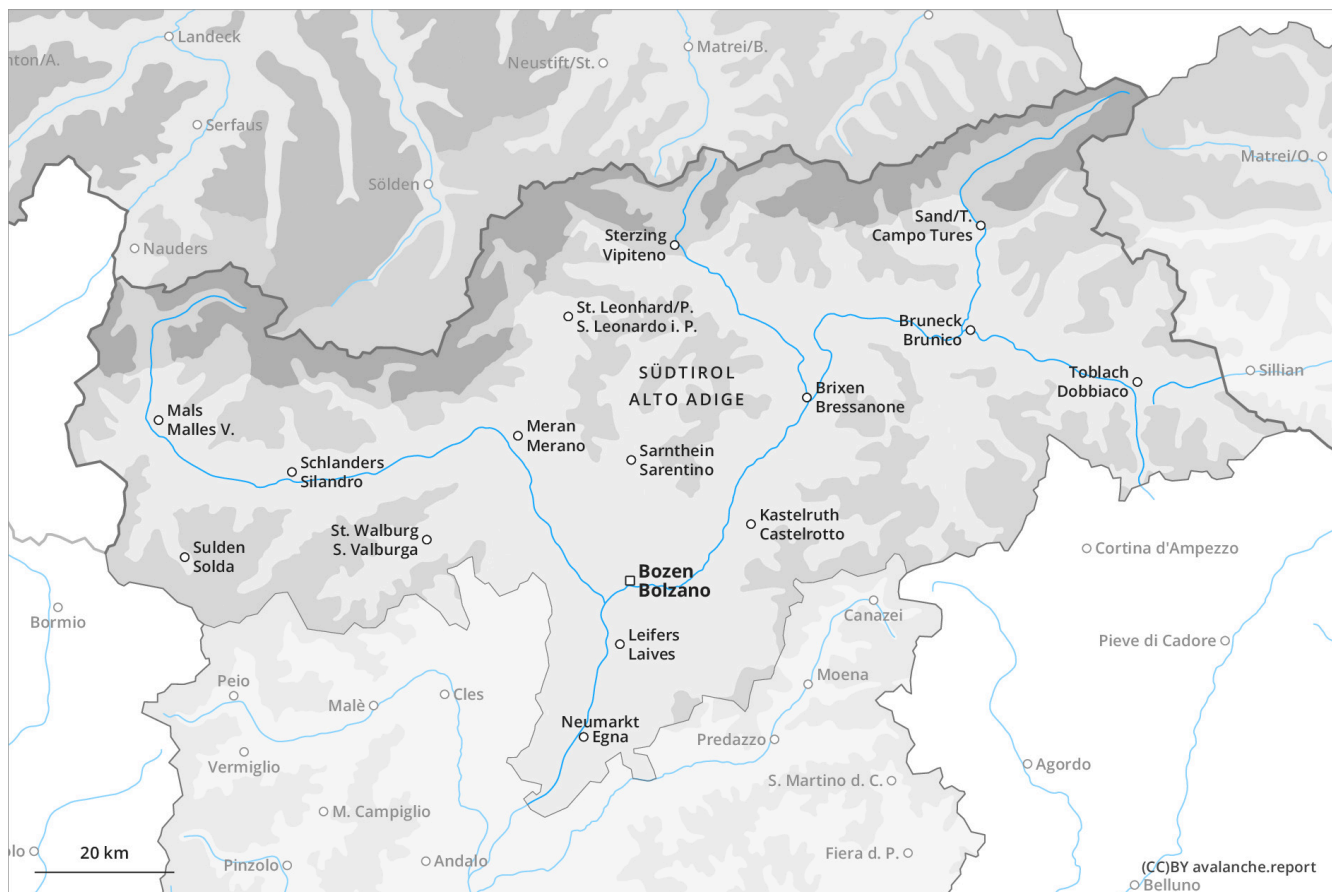 Landeck
nton/A.
Neustift/St.
Matrei/B.
Serfaus
Matrei/O.
Sölden
Sand/T.
Campo Tures
Sterzing
Vipiteno
Nauders
St. Leonhard/P.
S. Leonardo i. P.
Bruneck
Brunico
SÜDTIROL
ALTO ADIGE
Toblach
Dobbiaco
Sillian
Brixen
Bressanone
Mals
Malles V.
Meran
Merano
Sarnthein
Sarentino
Schlanders
Silandro
Kastelruth
Castelrotto
St. Walburg
S. Valburga
Sulden
Solda
Cortina d'Ampezzo
Bozen
Bolzano
Bormio
Canazei
Leifers
Laives
Pieve di Cadore
Peio
Malè
Cles
Moena
Neumarkt
Egna
Predazzo
Vermiglio
Agordo
S. Martino d. C.
M. Campiglio
olo
20 km
Pinzolo
Andalo
Fiera d. P.
(CC)BY avalanche.report
Belluno